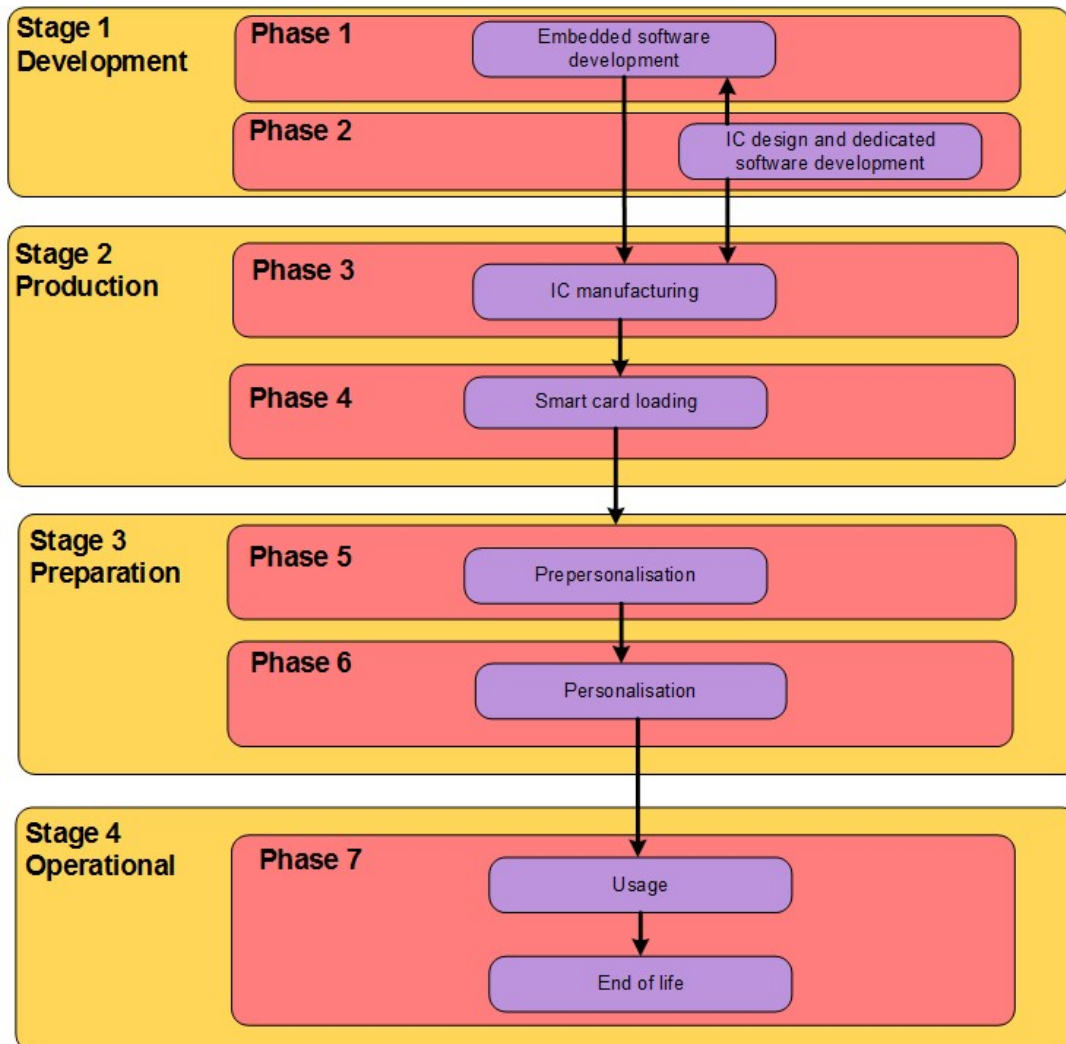 Stage 1
Development
Phase 1
Embedded software
development
Phase 2
IC design and dedicated
software development
Stage 2
Production
Phase 3
IC manufacturing
Phase 4
Smart card loading
Stage 3
Preparation
Phase 5
Prepersonalisation
Phase 6
Personalisation
Stage 4
Operational
Phase 7
Usage
End of life